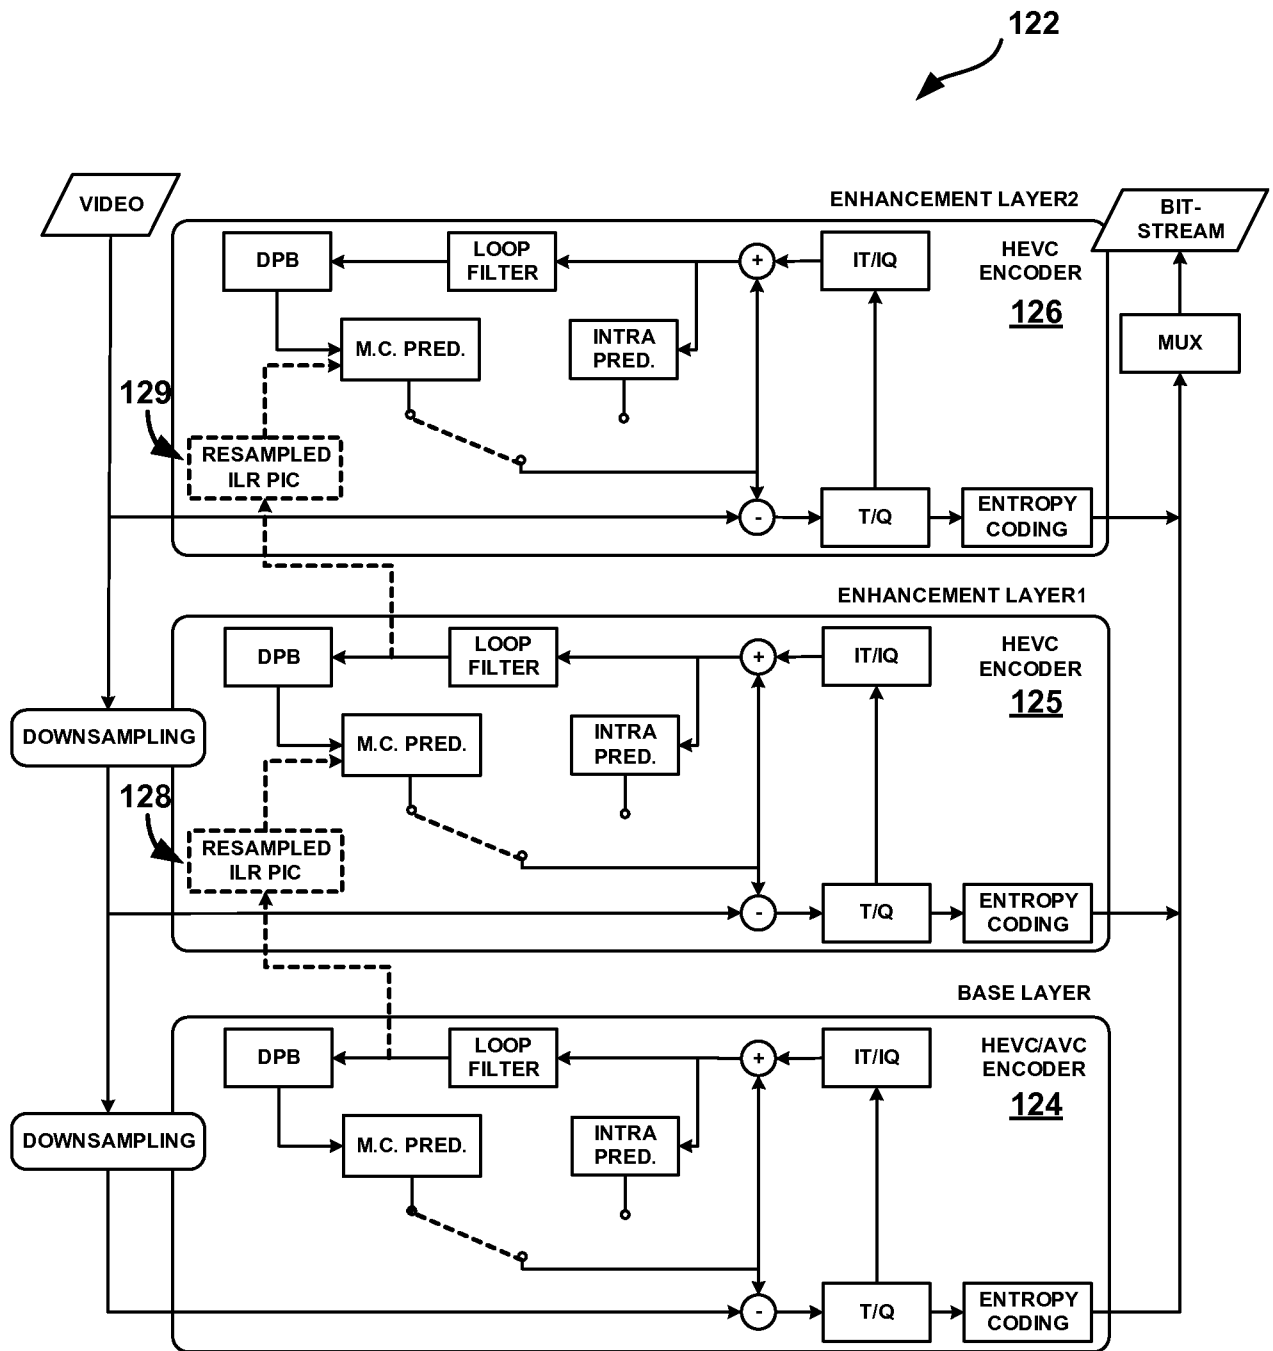 122
VIDEO
ENHANCEMENT LAYER2
BIT-
STREAM
DPB
LOOP
FILTER
+
IT/IQ
HEVC
ENCODER
126
M.C. PRED.
INTRA
PRED.
MUX
129
RESAMPLED
ILR PIC
-
T/Q
ENTROPY
CODING
ENHANCEMENT LAYER1
DPB
LOOP
FILTER
+
IT/IQ
HEVC
ENCODER
125
DOWNSAMPLING
M.C. PRED.
INTRA
PRED.
128
RESAMPLED
ILR PIC
-
T/Q
ENTROPY
CODING
BASE LAYER
DPB
LOOP
FILTER
+
IT/IQ
HEVC/AVC
ENCODER
124
DOWNSAMPLING
M.C. PRED.
INTRA
PRED.
-
T/Q
ENTROPY
CODING